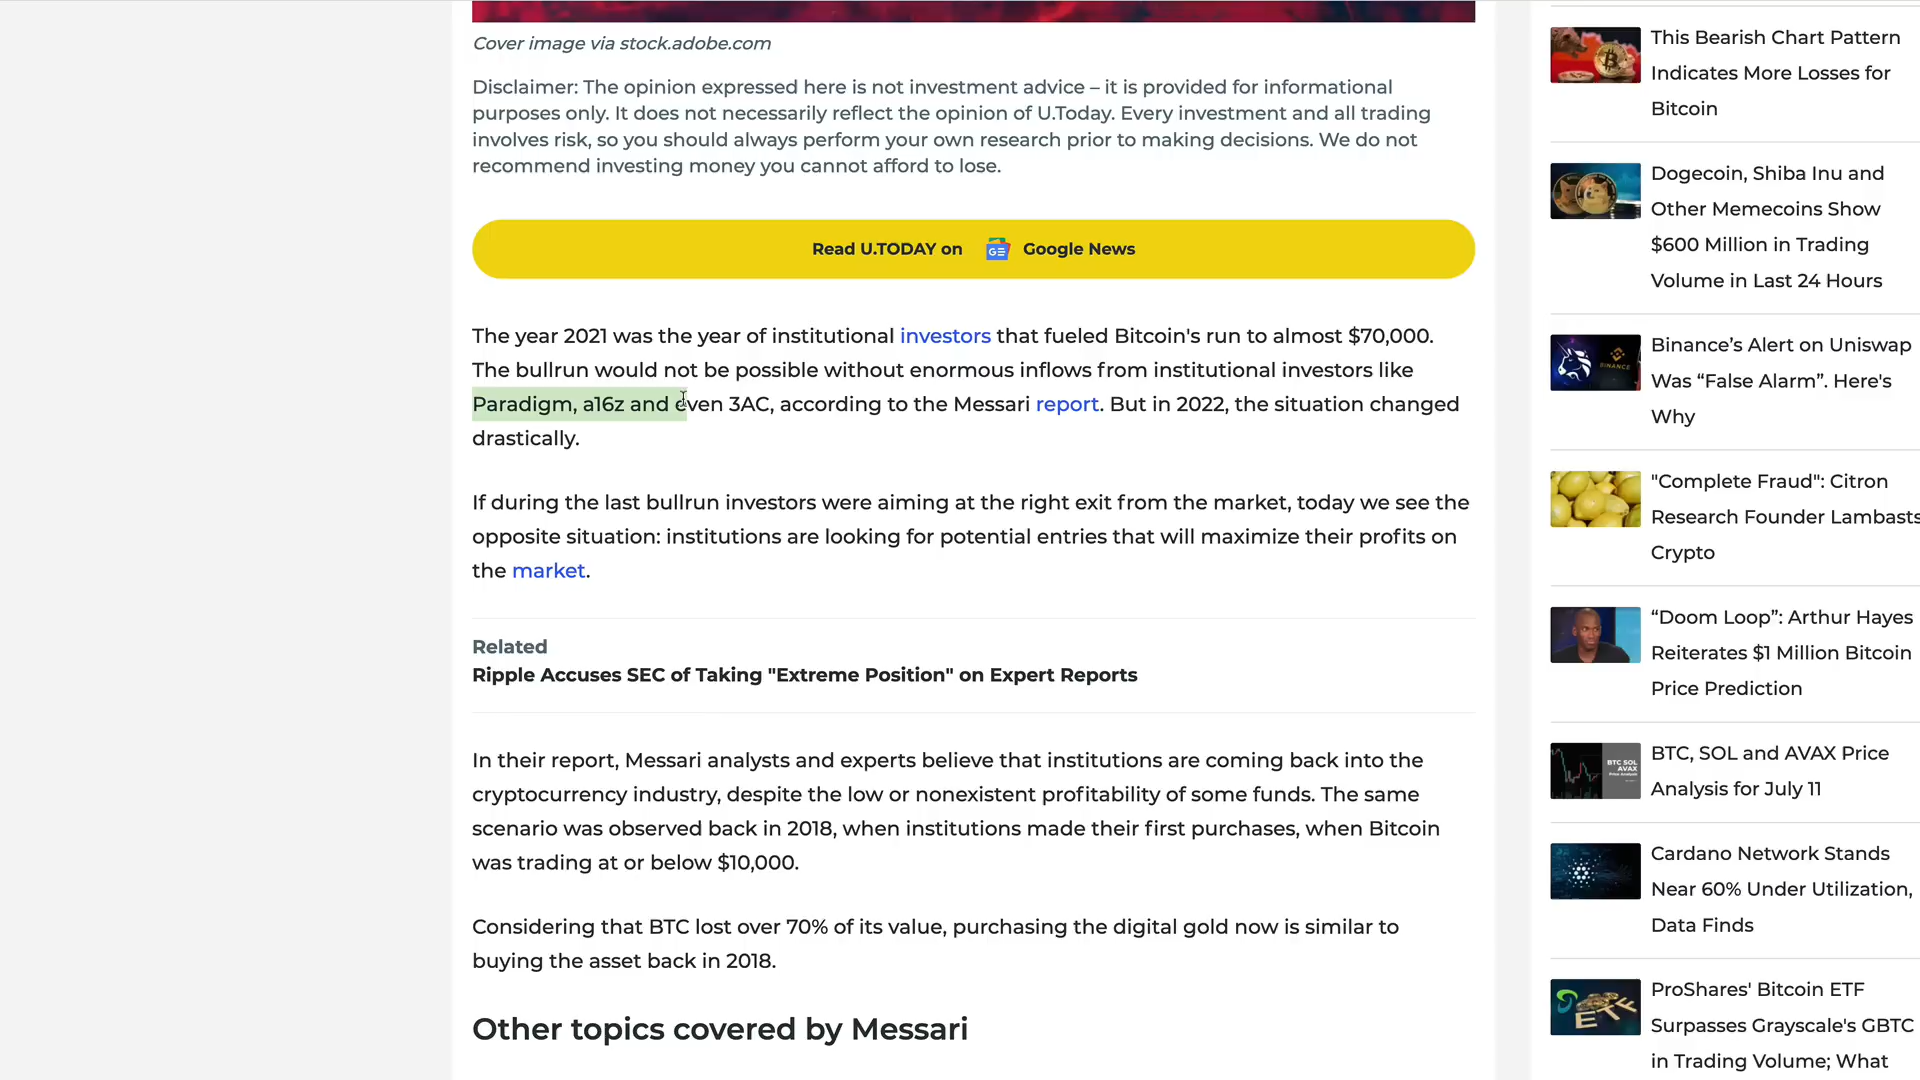 Cover image via stock.adobe.com
Disclaimer: The opinion expressed here is not investment advice – it is provided for informational
purposes only. It does not necessarily reflect the opinion of U.Today. Every investment and all trading
involves risk, so you should always perform your own research prior to making decisions. We do not
recommend investing money you cannot afford to lose.
Read U.TODAY on GE Google News
The year 2021 was the year of institutional investors that fueled Bitcoin's run to almost $70,000.
The bullrun would not be possible without enormous inflows from institutional investors like
Paradigm, a16z and even 3AC, according to the Messari report. But in 2022, the situation changed
drastically.
If during the last bullrun investors were aiming at the right exit from the market, today we see the
opposite situation: institutions are looking for potential entries that will maximize their profits on
the market.
Related
Ripple Accuses SEC of Taking "Extreme Position" on Expert Reports
In their report, Messari analysts and experts believe that institutions are coming back into the
cryptocurrency industry, despite the low or nonexistent profitability of some funds. The same
scenario was observed back in 2018, when institutions made their first purchases, when Bitcoin
was trading at or below $10,000.
Considering that BTC lost over 70% of its value, purchasing the digital gold now is similar to
buying the asset back in 2018.
Other topics covered by Messari
This Bearish Chart Pattern
Indicates More Losses for
Bitcoin
Dogecoin, Shiba Inu and
Other Memecoins Show
$600 Million in Trading
Volume in Last 24 Hours
BINANCE
Binance’s Alert on Uniswap
Was “False Alarm”. Here's
Why
"Complete Fraud": Citron
Research Founder Lambasts
Crypto
“Doom Loop”: Arthur Hayes
Reiterates $1 Million Bitcoin
Price Prediction
BTC SOL
AVAX
Price Analysis
BTC, SOL and AVAX Price
Analysis for July 11
Cardano Network Stands
Near 60% Under Utilization,
Data Finds
ETF
ProShares' Bitcoin ETF
Surpasses Grayscale's GBTC
in Trading Volume; What